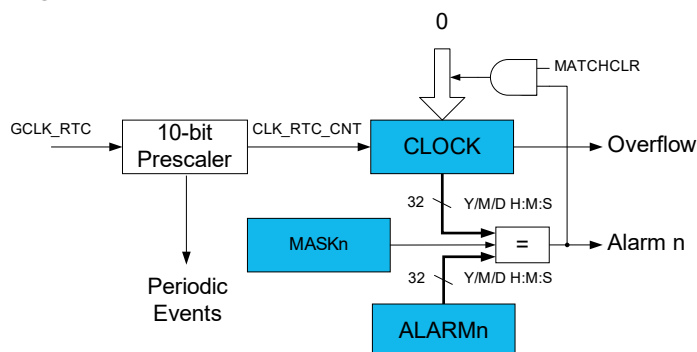 0
MATCHCLR
GCLK_RTC
10-bit
Prescaler
CLK_RTC_CNT
CLOCK
Overflow
32
Y/M/D H:M:S
MASKn
=
Alarm n
32
Y/M/D H:M:S
Periodic
Events
ALARMn